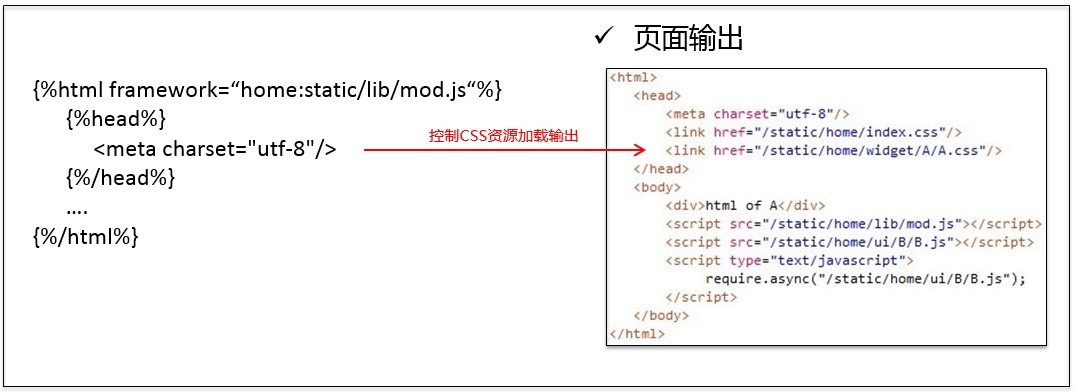 ✓ 页面输出
{%html framework=“home:static/lib/mod.js“%}
{%head%}
<meta charset="utf-8"/>
{%/head%}
….
{%/html%}
控制CSS资源加载输出
<html>
<head>
<meta charset="utf-8"/>
<link href="/static/home/index.css"/>
<link href="/static/home/widget/A/A.css"/>
</head>
<body>
<div>html of A</div>
<script src="/static/home/lib/mod.js"></script>
<script src="/static/home/ui/B/B.js"></script>
<script type="text/javascript">
require.async("/static/home/ui/B/B.js");
</script>
</body>
</html>